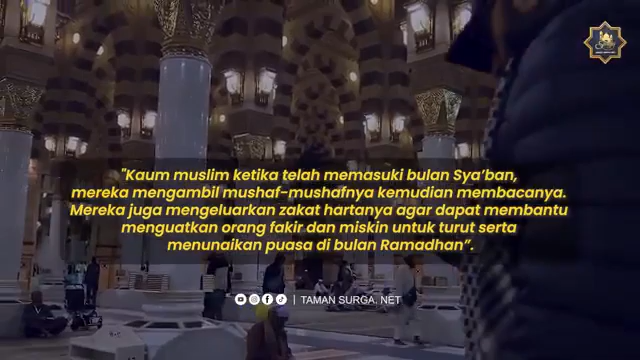 "Kaum muslim ketika telah memasuki bulan Sya'ban,
mereka mengambil mushaf-mushafnya kemudian membacanya.
Mereka juga mengeluarkan zakat hartanya agar dapat membantu
menguatkan orang fakir dan miskin untuk turut serta
menunaikan puasa di bulan Ramadhan".
| TAMAN SURGA. NET